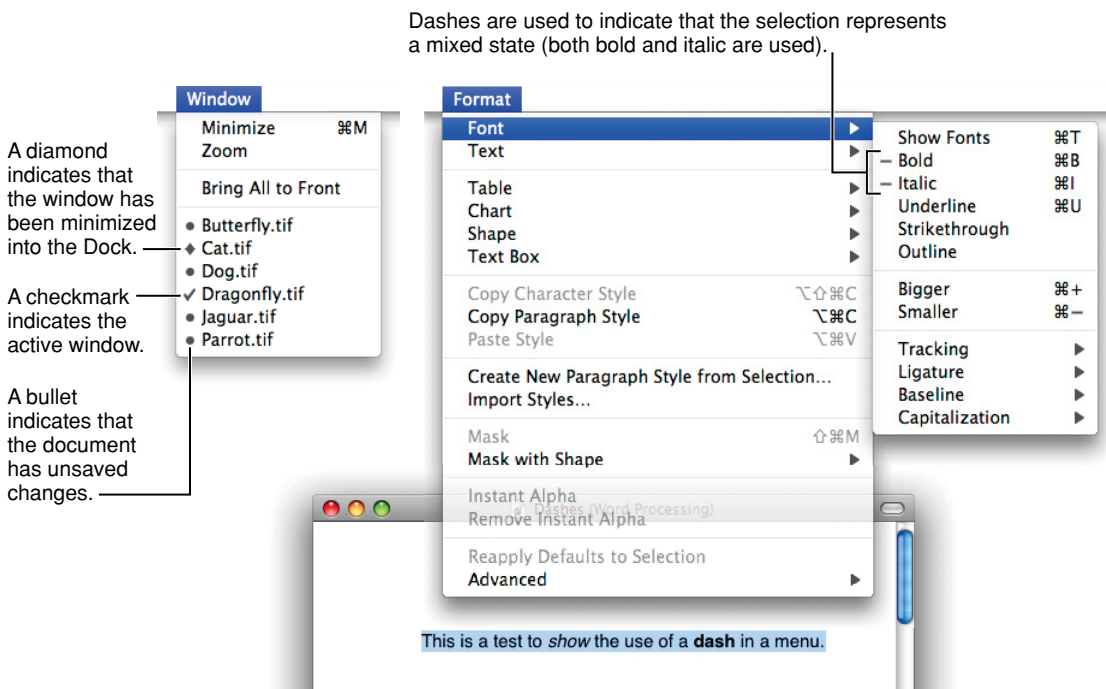 Dashes are used to indicate that the selection represents
a mixed state (both bold and italic are used).
Window
Minimize ⌘M
Zoom
Bring All to Front
• Butterfly.tif
◆ Cat.tif
• Dog.tif
✓ Dragonfly.tif
• Jaguar.tif
• Parrot.tif
A diamond
indicates that
the window has
been minimized
into the Dock.
A checkmark
indicates the
active window.
A bullet
indicates that
the document
has unsaved
changes.
Format
Font
Text
Table
Chart
Shape
Text Box
Copy Character Style ⌥⇧⌘C
Copy Paragraph Style ⌥⌘C
Paste Style ⌥⌘V
Create New Paragraph Style from Selection...
Import Styles...
Mask ⇧⌘M
Mask with Shape
Instant Alpha
Remove Instant Alpha
Reapply Defaults to Selection
Advanced
Show Fonts ⌘T
– Bold ⌘B
– Italic ⌘I
Underline ⌘U
Strikethrough
Outline
Bigger ⌘+
Smaller ⌘−
Tracking
Ligature
Baseline
Capitalization
Dashes (Word Processing)
This is a test to show the use of a dash in a menu.